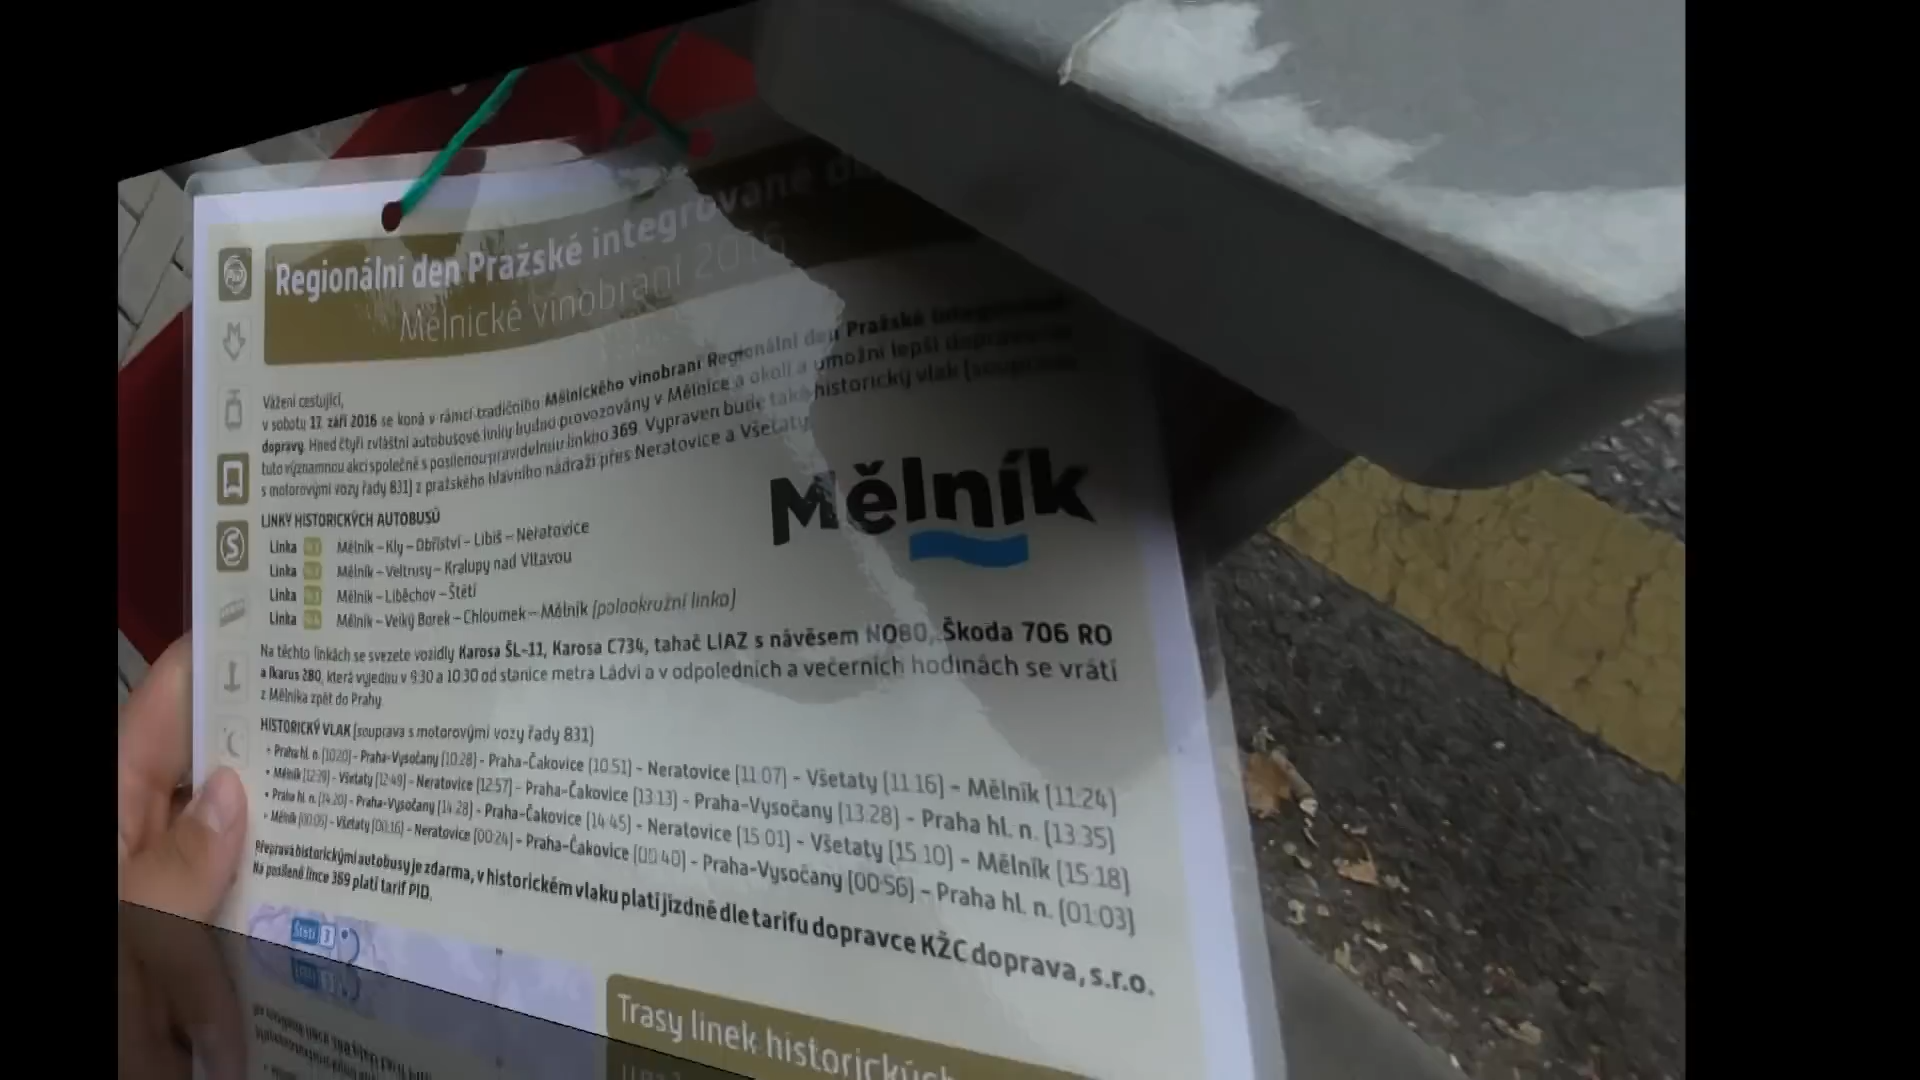 Regionální den Pražské integrované
Mělnické vinobraní 2016
Vážení cestující,
v sobotu 17. září 2016 se koná v rámci tradičního Mělnického vinobraní Regionální den Pražské integrované
dopravy. Hned čtyři zvláštní autobusové linky budou provozovány v Mělníce a okolí a umožní lepší
tuto významnou akci společně s posílenou pravidelnou linkou 369. Vypraven bude také historický vlak (souprava
s motorovými vozy řady 831) z pražského hlavního nádraží přes Neratovice a Všetaty.
Mělník
LINKY HISTORICKÝCH AUTOBUSŮ
Linka Mělník – Kly – Obříství – Libiš – Neratovice
Linka Mělník – Veltrusy – Kralupy nad Vltavou
Linka Mělník – Liběchov – Štětí
Linka Mělník – Velký Borek – Chloumek – Mělník (polookružní linka)
Na těchto linkách se svezete vozidly Karosa ŠL-11, Karosa C734, tahač LIAZ s návěsem NO80, Škoda 706 RO
a Ikarus 280, která vyjedou v 9:30 a 10:30 od stanice metra Ládví a v odpoledních a večerních hodinách se vrátí
z Mělníka zpět do Prahy.
HISTORICKÝ VLAK (souprava s motorovými vozy řady 831)
• Praha hl. n. (10:20) - Praha-Vysočany (10:28) - Praha-Čakovice (10:51) - Neratovice (11:07) - Všetaty (11:16) - Mělník (11:24)
• Mělník (12:39) - Všetaty (12:49) - Neratovice (12:57) - Praha-Čakovice (13:13) - Praha-Vysočany (13:28) - Praha hl. n. (13:35)
• Praha hl. n. (14:20) - Praha-Vysočany (14:28) - Praha-Čakovice (14:45) - Neratovice (15:01) - Všetaty (15:10) - Mělník (15:18)
• Mělník (00:05) - Všetaty (00:16) - Neratovice (00:24) - Praha-Čakovice (00:40) - Praha-Vysočany (00:56) - Praha hl. n. (01:03)
Přeprava historickými autobusy je zdarma, v historickém vlaku platí jízdné dle tarifu dopravce KŽC doprava, s.r.o.
Na posílené lince 369 platí tarif PID.
Štětí 3
Trasy linek historických